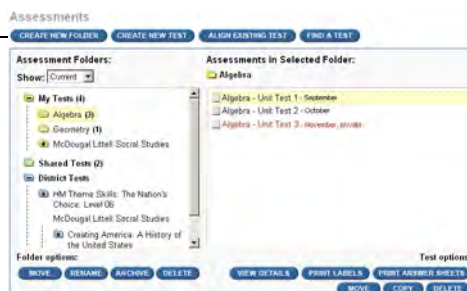 Assessments
CREATE NEW FOLDER CREATE NEW TEST ALIGN EXISTING TEST FIND A TEST
Assessment Folders:
Show: Current
My Tests (4)
Algebra (3)
Geometry (1)
McDougal Littell Social Studies
Shared Tests (2)
District Tests
HM Theme Skills: The Nation's
Choice: Level 06
McDougal Littell Social Studies
Creating America: A History of
the United States
Folder options:
MOVE RENAME ARCHIVE DELETE
Assessments in Selected Folder:
Algebra
Algebra - Unit Test 1 - September
Algebra - Unit Test 2 - October
Algebra - Unit Test 3 - November, private
Test option
VIEW DETAILS PRINT LABELS PRINT ANSWER SHEETS
MOVE COPY DELETE